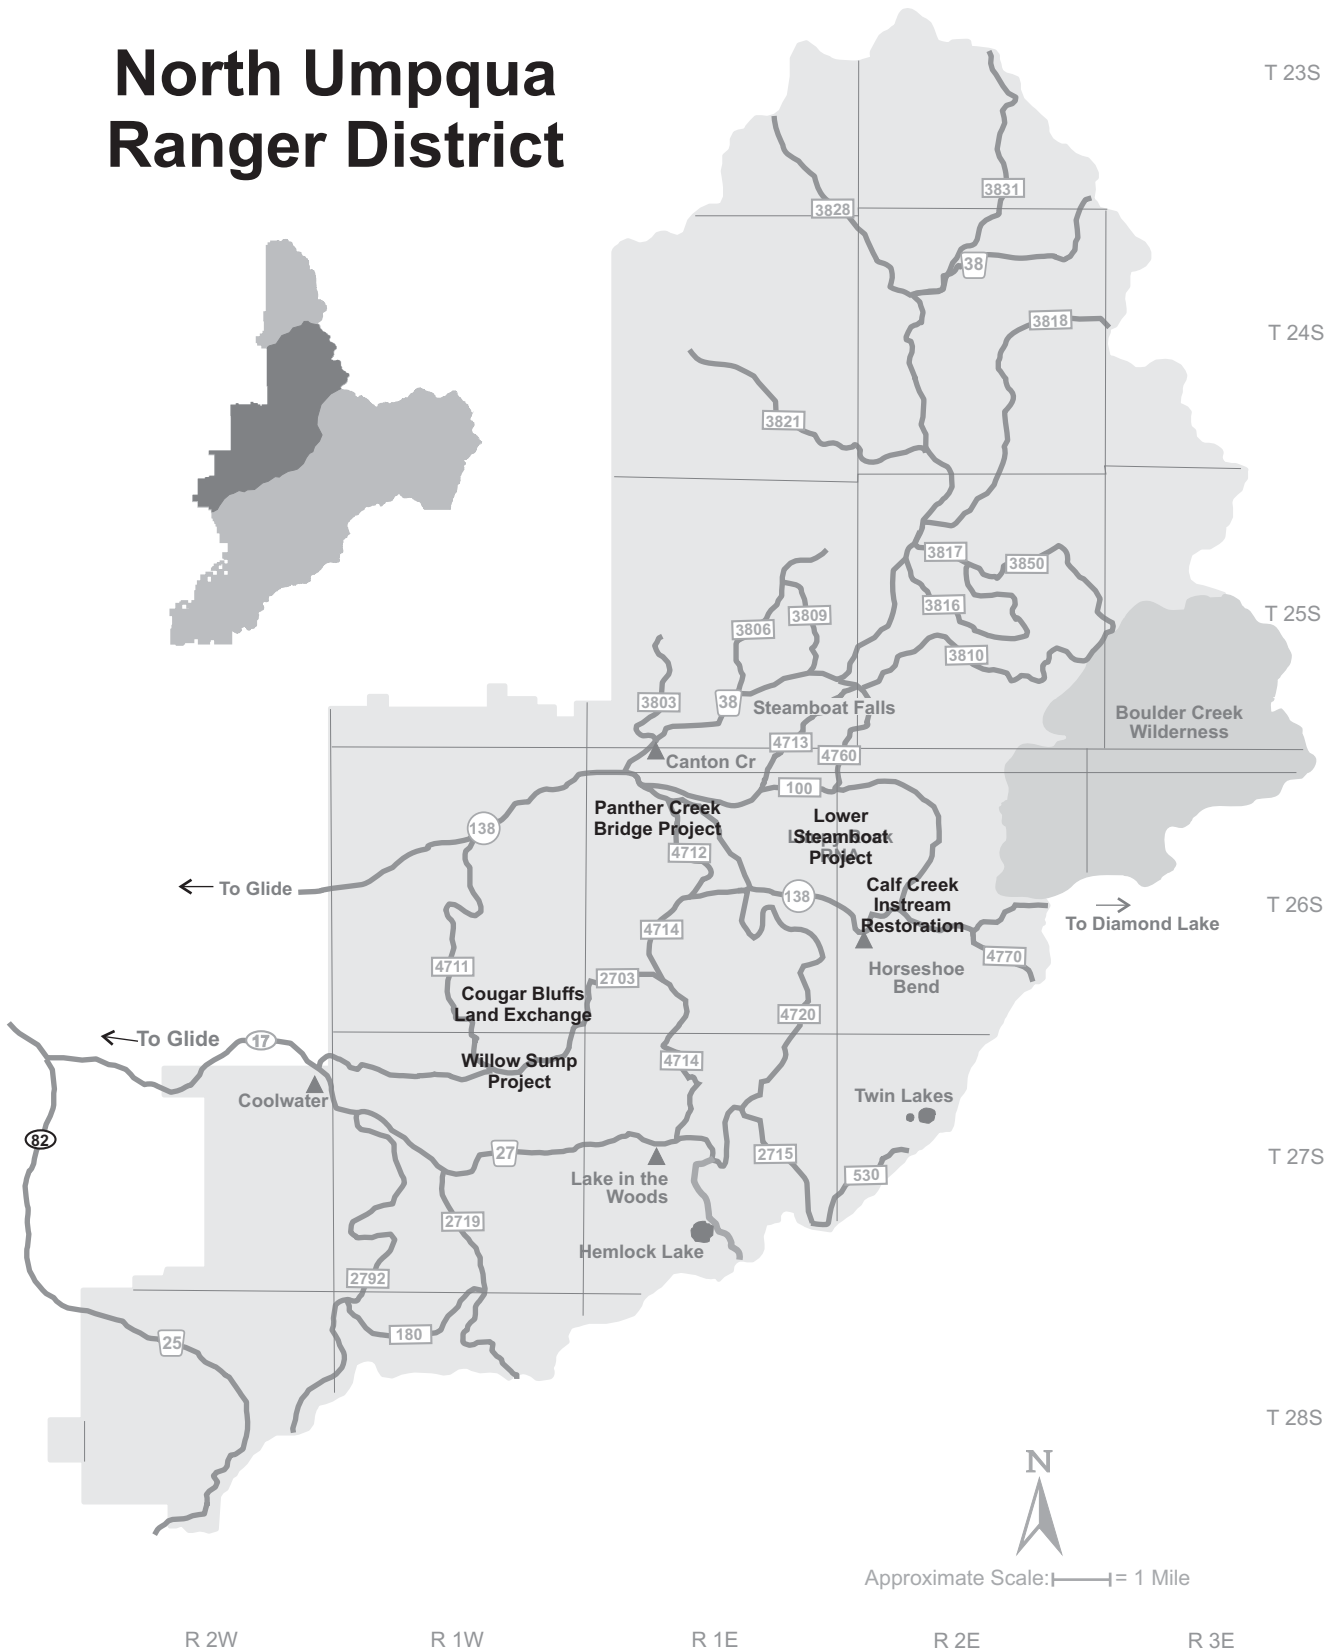 North Umpqua
Ranger District
T 23S
3831
3828
38
3818
T 24S
3821
3817
3850
3816
T 25S
3809
3806
3810
3803
38
Steamboat Falls
Boulder Creek
Wilderness
4713
4760
Canton Cr
100
Panther Creek
Bridge Project
Lower
Steamboat
Project
138
4712
To Glide
138
Calf Creek
Instream
Restoration
T 26S
To Diamond Lake
4714
4770
4711
2703
Horseshoe
Bend
Cougar Bluffs
Land Exchange
4720
To Glide
17
Willow Sump
Project
4714
Coolwater
Twin Lakes
82
27
2715
T 27S
530
Lake in the
Woods
2719
Hemlock Lake
2792
180
25
T 28S
N
Approximate Scale: = 1 Mile
R 2W
R 1W
R 1E
R 2E
R 3E